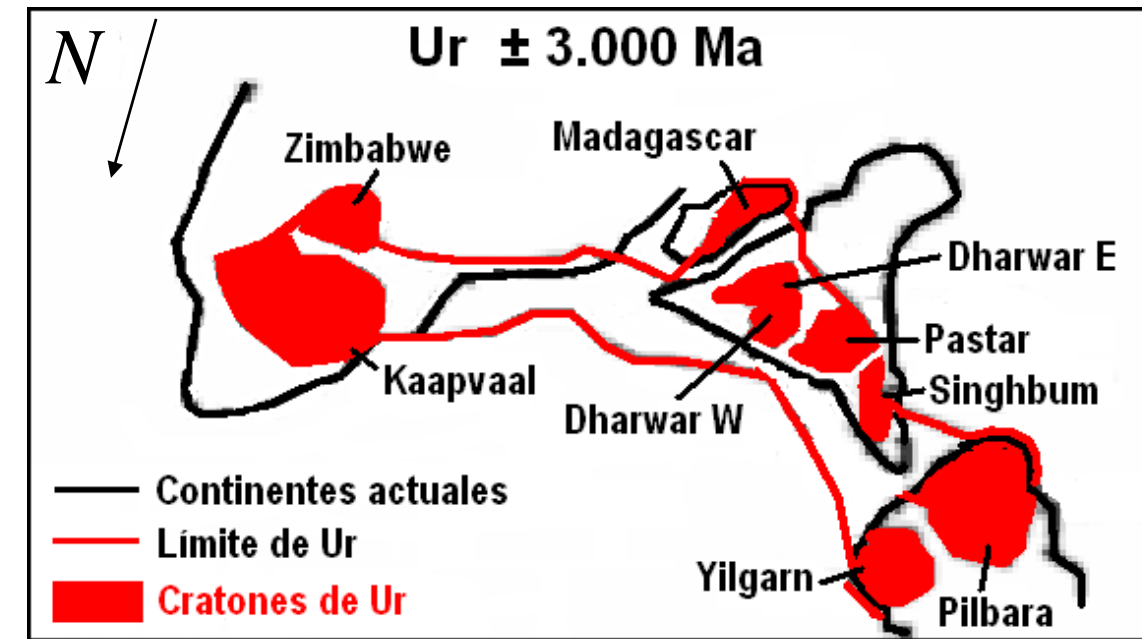 N
Ur ± 3.000 Ma
Zimbabwe
Madagascar
Dharwar E
Pastar
Kaapvaal
Singhbum
Dharwar W
Continentes actuales
Límite de Ur
Cratones de Ur
Yilgarn
Pilbara